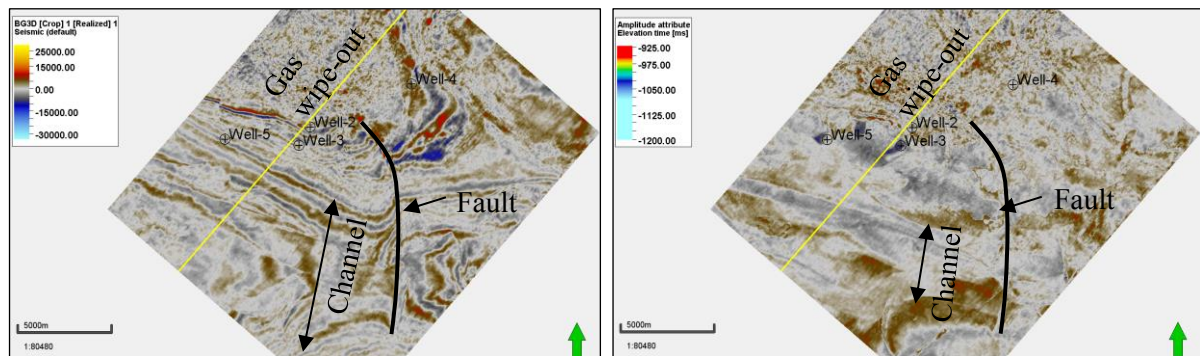 BG3D [Crop] 1 [Realized] 1
Seismic (default)
25000.00
15000.00
0.00
-15000.00
-30000.00
Gas
wipe-out
Well-4
Well-5
Well-2
Well-3
Fault
Channel
5000m
1:80480
Amplitude attribute
Elevation time [ms]
-925.00
-975.00
-1050.00
-1125.00
-1200.00
Gas
wipe-out
Well-4
Well-5
Well-2
Well-3
Fault
Channel
5000m
1:80480